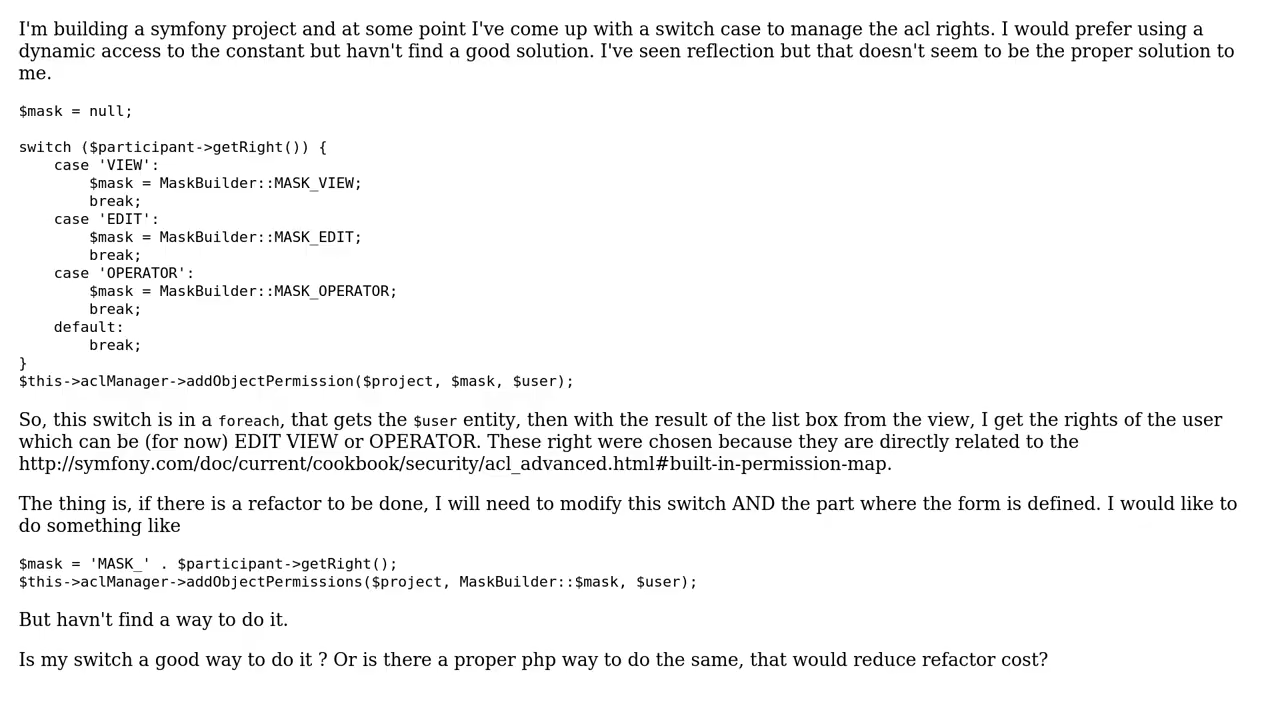 I'm building a symfony project and at some point I've come up with a switch case to manage the acl rights. I would prefer using a
dynamic access to the constant but havn't find a good solution. I've seen reflection but that doesn't seem to be the proper solution to
me.
$mask = null;
switch ($participant->getRight()) {
    case 'VIEW':
        $mask = MaskBuilder::MASK_VIEW;
        break;
    case 'EDIT':
        $mask = MaskBuilder::MASK_EDIT;
        break;
    case 'OPERATOR':
        $mask = MaskBuilder::MASK_OPERATOR;
        break;
    default:
        break;
}
$this->aclManager->addObjectPermission($project, $mask, $user);
So, this switch is in a foreach, that gets the $user entity, then with the result of the list box from the view, I get the rights of the user
which can be (for now) EDIT VIEW or OPERATOR. These right were chosen because they are directly related to the
http://symfony.com/doc/current/cookbook/security/acl_advanced.html#built-in-permission-map.
The thing is, if there is a refactor to be done, I will need to modify this switch AND the part where the form is defined. I would like to
do something like
$mask = 'MASK_' . $participant->getRight();
$this->aclManager->addObjectPermissions($project, MaskBuilder::$mask, $user);
But havn't find a way to do it.
Is my switch a good way to do it ? Or is there a proper php way to do the same, that would reduce refactor cost?